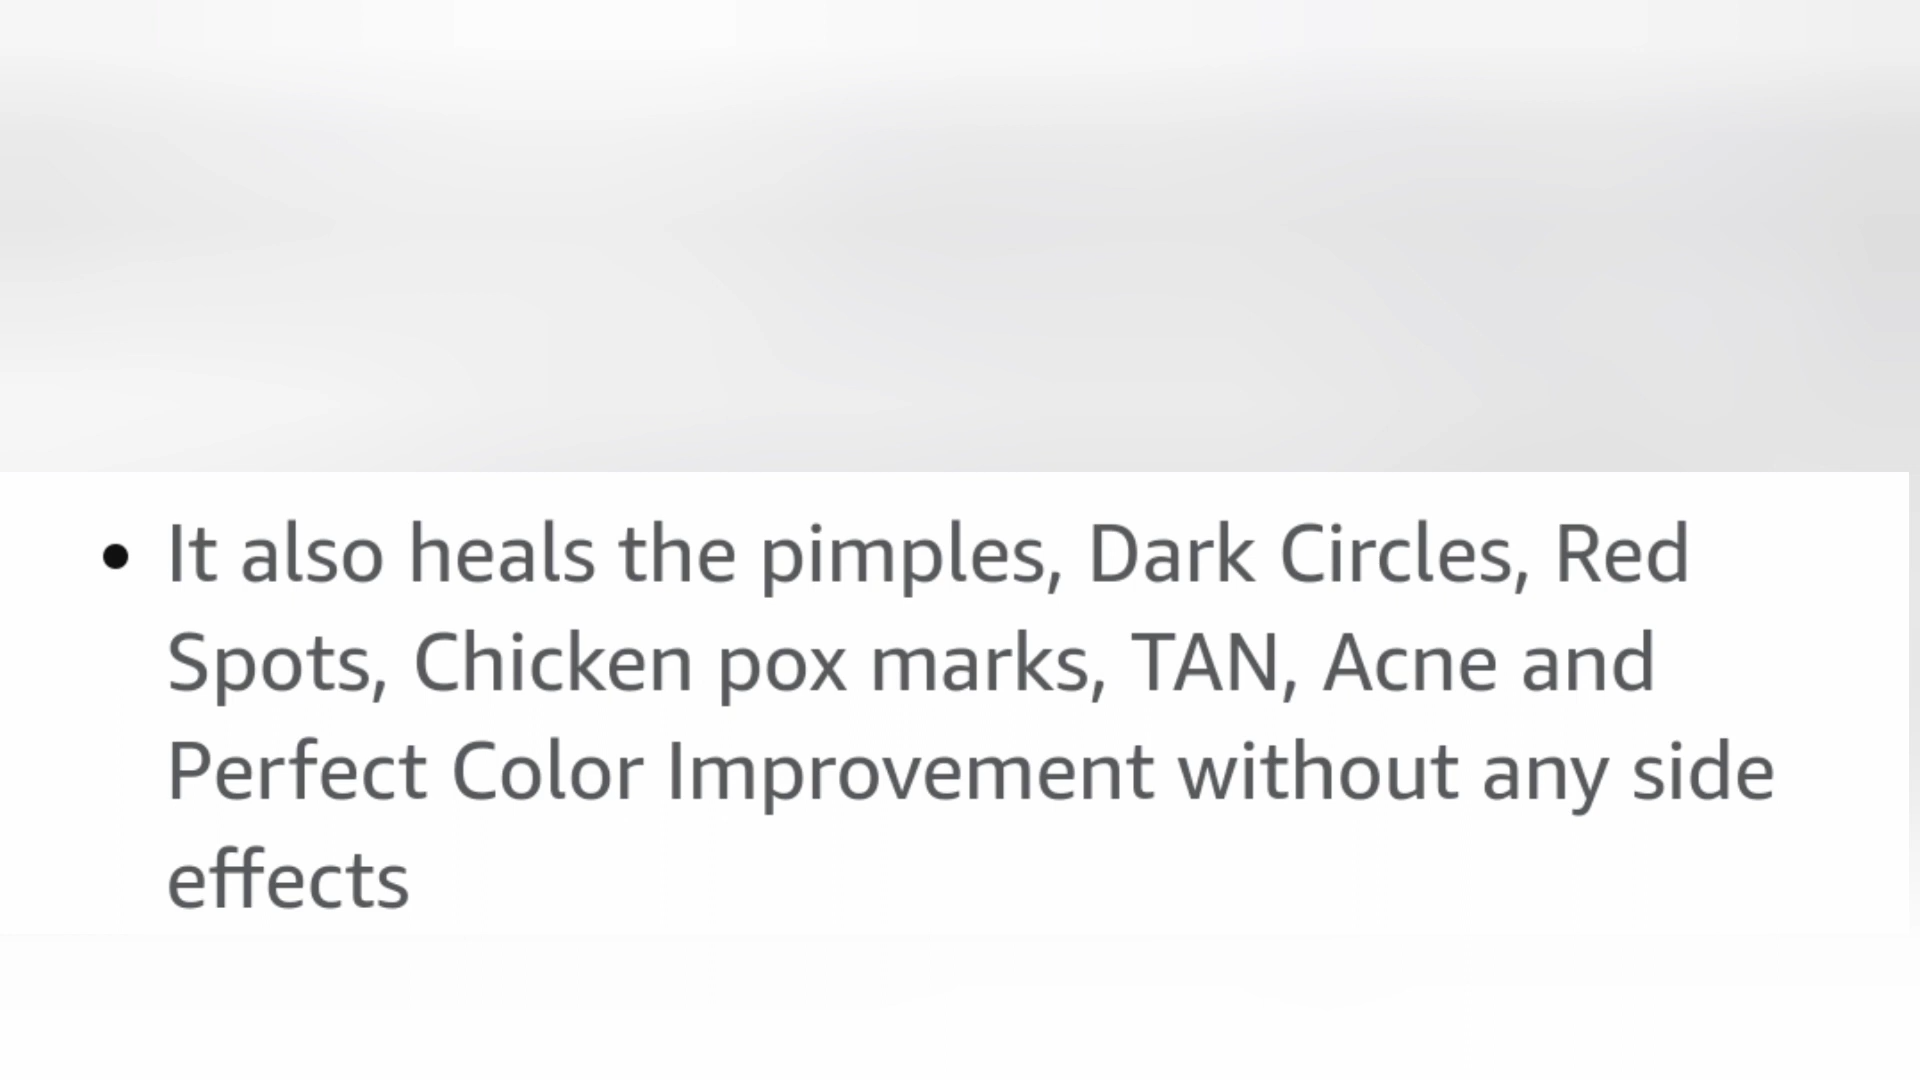 • It also heals the pimples, Dark Circles, Red
Spots, Chicken pox marks, TAN, Acne and
Perfect Color Improvement without any side
effects